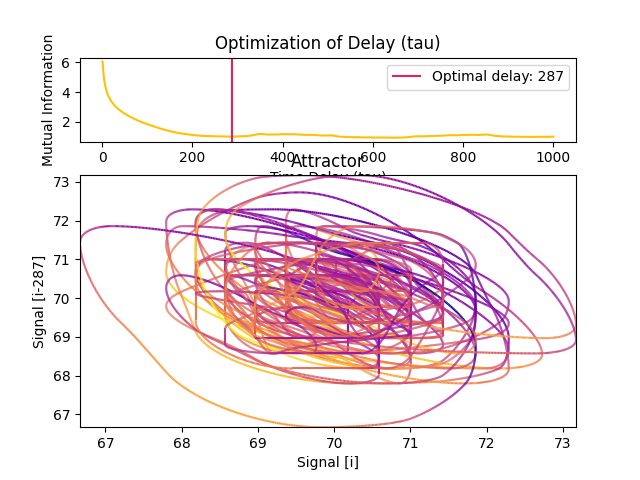 Optimization of Delay (tau)
Mutual Information
6
4
2
Optimal delay: 287
0 200 400 600 800 1000
Time Delay (tau)
Attractor
Signal [i-287]
73
72
71
70
69
68
67
67 68 69 70 71 72 73
Signal [i]